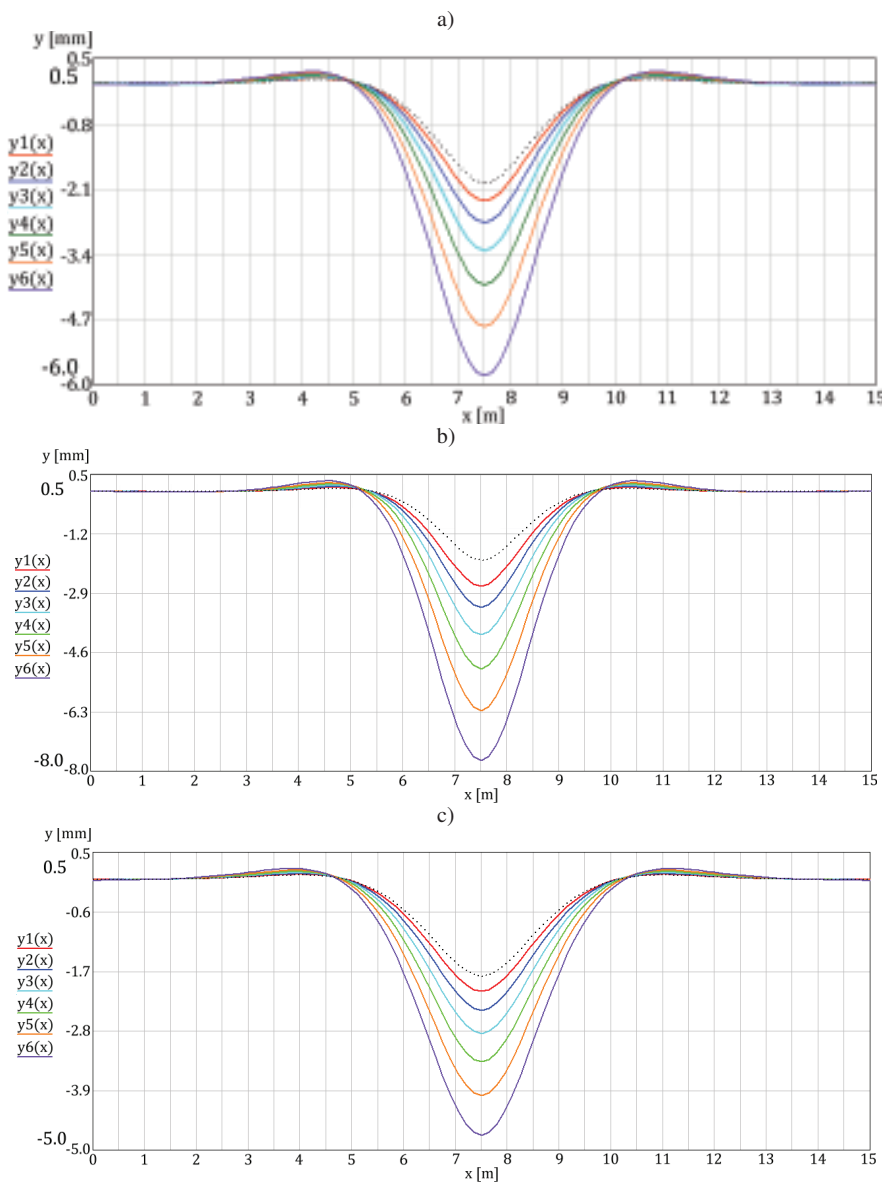 a)
y [mm]
0.5
0.5
-0.8
y1(x)
y2(x)
-2.1
y3(x)
y4(x)
-3.4
y5(x)
y6(x)
-4.7
-6.0
-6.0
0 1 2 3 4 5 6 7 8 9 10 11 12 13 14 15
x [m]
b)
y [mm]
0.5
0.5
-1.2
y1(x)
y2(x)
-2.9
y3(x)
y4(x)
y5(x)
-4.6
y6(x)
-6.3
-8.0
-8.0
0 1 2 3 4 5 6 7 8 9 10 11 12 13 14 15
x [m]
c)
y [mm]
0.5
0.5
-0.6
y1(x)
y2(x)
-1.7
y3(x)
y4(x)
y5(x)
-2.8
y6(x)
-3.9
-5.0
-5.0
0 1 2 3 4 5 6 7 8 9 10 11 12 13 14 15
x [m]